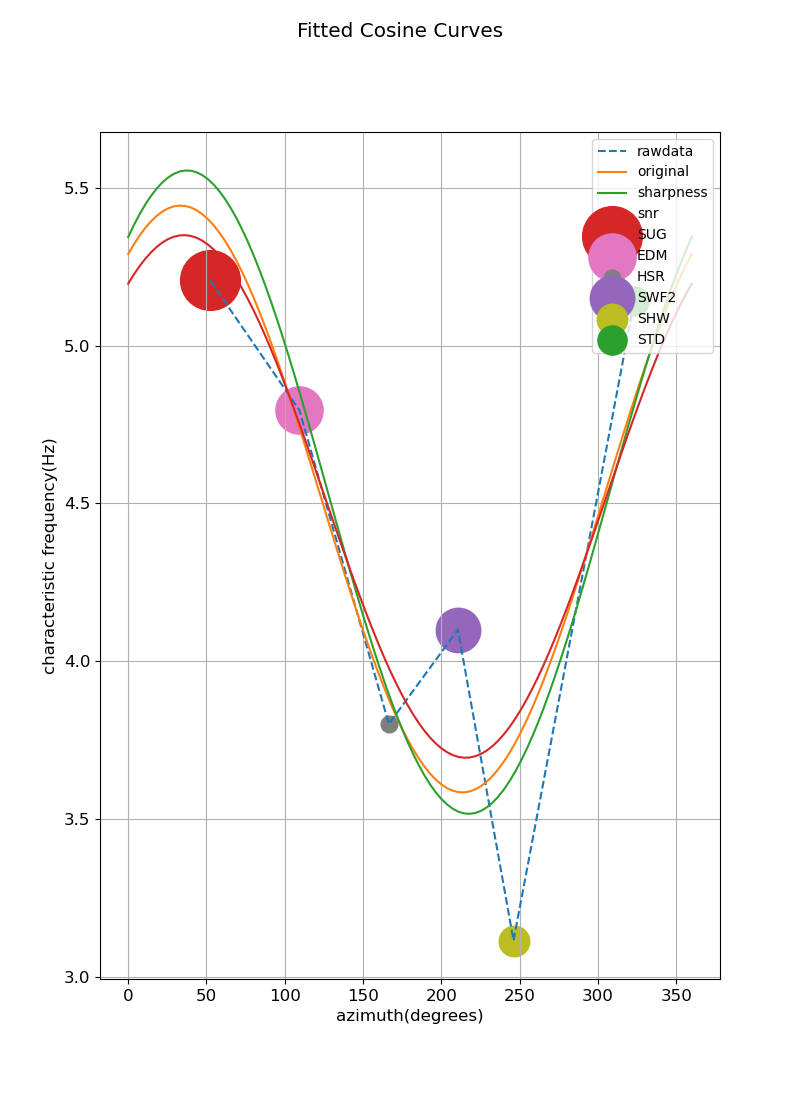 Fitted Cosine Curves
rawdata
original
sharpness
snr
SUG
EDM
HSR
SWF2
SHW
STD
5.5
5.0
4.5
4.0
3.5
3.0
characteristic frequency(Hz)
0 50 100 150 200 250 300 350
azimuth(degrees)